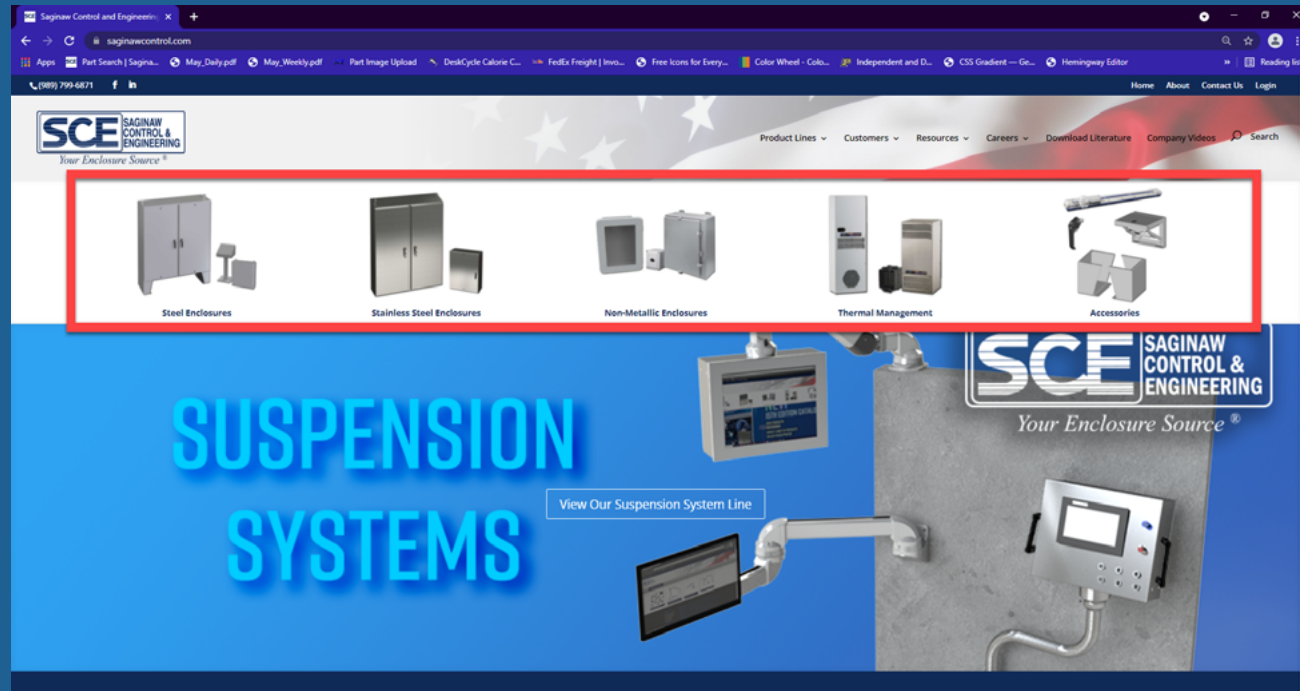 SCE Saginaw Control and Engineering
saginawcontrol.com
Apps
Part Search | Sagina...
May_Daily.pdf
May_Weekly.pdf
Part Image Upload
DeskCycle Calorie C...
FedEx Freight | Invo...
Free Icons for Every...
Color Wheel - Colo...
Independent and D...
CSS Gradient — Ge...
Hemingway Editor
»
Reading list
(989) 799-6871
f
in
Home About Contact Us Login
SCE SAGINAW
CONTROL &
ENGINEERING
Your Enclosure Source ®
Product Lines Customers Resources Careers Download Literature Company Videos Search
Steel Enclosures
Stainless Steel Enclosures
Non-Metallic Enclosures
Thermal Management
Accessories
SUSPENSION
SYSTEMS
View Our Suspension System Line
SCE SAGINAW
CONTROL &
ENGINEERING
Your Enclosure Source ®